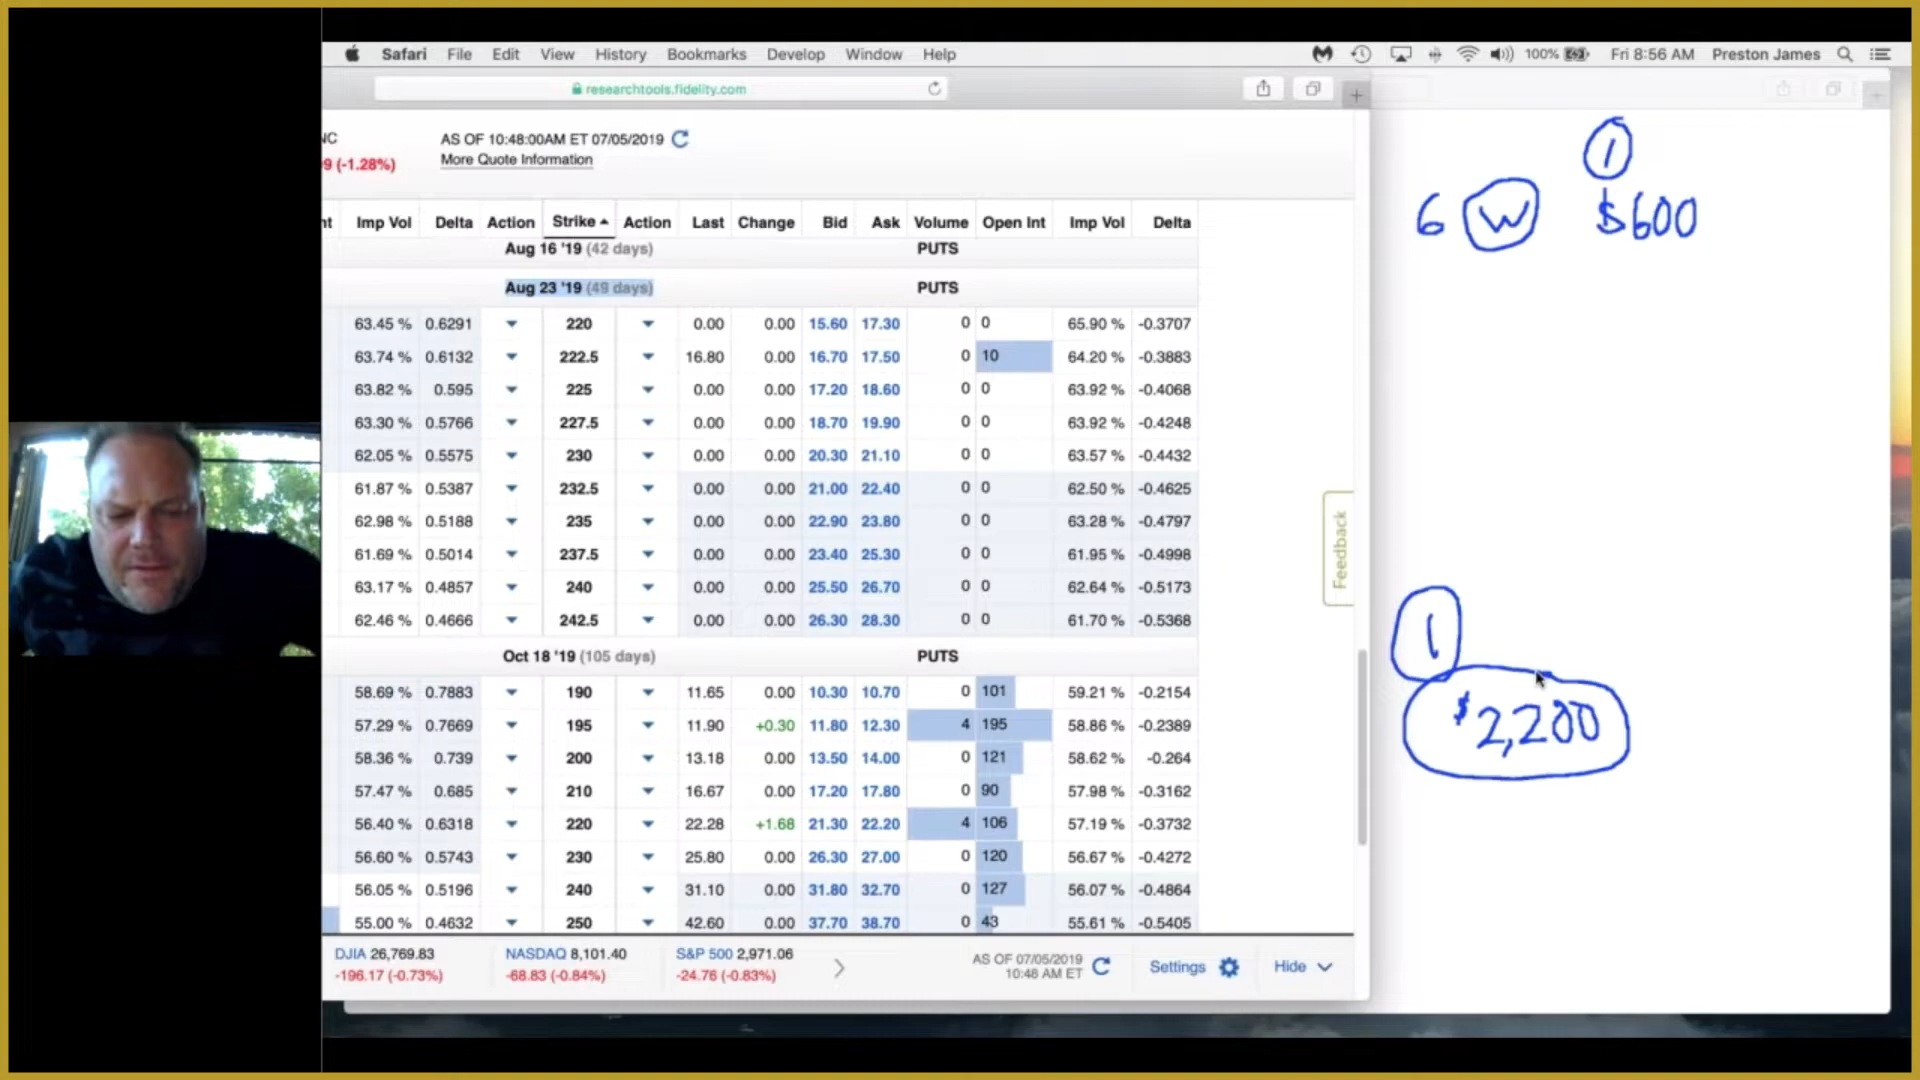 Safari File Edit View History Bookmarks Develop Window Help 100% Fri 8:56 AM Preston James
researchtools.fidelity.com
NC
9 (-1.28%)
AS OF 10:48:00AM ET 07/05/2019
More Quote Information
nt Imp Vol Delta Action Strike Action Last Change Bid Ask Volume Open Int Imp Vol Delta
Aug 16 '19 (42 days) PUTS
Aug 23 '19 (49 days) PUTS
63.45 % 0.6291 220 0.00 0.00 15.60 17.30 0 0 65.90 % -0.3707
63.74 % 0.6132 222.5 16.80 0.00 16.70 17.50 0 10 64.20 % -0.3883
63.82 % 0.595 225 0.00 0.00 17.20 18.60 0 0 63.92 % -0.4068
63.30 % 0.5766 227.5 0.00 0.00 18.70 19.90 0 0 63.92 % -0.4248
62.05 % 0.5575 230 0.00 0.00 20.30 21.10 0 0 63.57 % -0.4432
61.87 % 0.5387 232.5 0.00 0.00 21.00 22.40 0 0 62.50 % -0.4625
62.98 % 0.5188 235 0.00 0.00 22.90 23.80 0 0 63.28 % -0.4797
61.69 % 0.5014 237.5 0.00 0.00 23.40 25.30 0 0 61.95 % -0.4998
63.17 % 0.4857 240 0.00 0.00 25.50 26.70 0 0 62.64 % -0.5173
62.46 % 0.4666 242.5 0.00 0.00 26.30 28.30 0 0 61.70 % -0.5368
Oct 18 '19 (105 days) PUTS
58.69 % 0.7883 190 11.65 0.00 10.30 10.70 0 101 59.21 % -0.2154
57.29 % 0.7669 195 11.90 +0.30 11.80 12.30 4 195 58.86 % -0.2389
58.36 % 0.739 200 13.18 0.00 13.50 14.00 0 121 58.62 % -0.264
57.47 % 0.685 210 16.67 0.00 17.20 17.80 0 90 57.98 % -0.3162
56.40 % 0.6318 220 22.28 +1.68 21.30 22.20 4 106 57.19 % -0.3732
56.60 % 0.5743 230 25.80 0.00 26.30 27.00 0 120 56.67 % -0.4272
56.05 % 0.5196 240 31.10 0.00 31.80 32.70 0 127 56.07 % -0.4864
55.00 % 0.4632 250 42.60 0.00 37.70 38.70 0 43 55.61 % -0.5405
Feedback
DJIA 26,769.83 NASDAQ 8,101.40 S&P 500 2,971.06
-196.17 (-0.73%) -68.83 (-0.84%) -24.76 (-0.83%)
AS OF 07/05/2019
10:48 AM ET
Settings Hide
1
6 W $600
1
$2,200